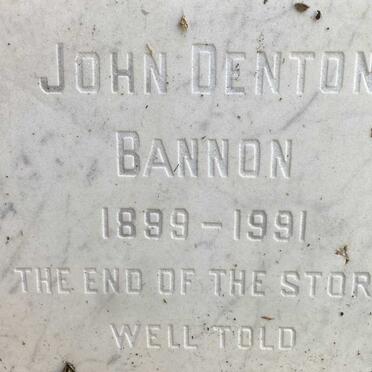 JOHN DENTON
BANNON
1899 - 1991
THE END OF THE STOR
WELL TOLD